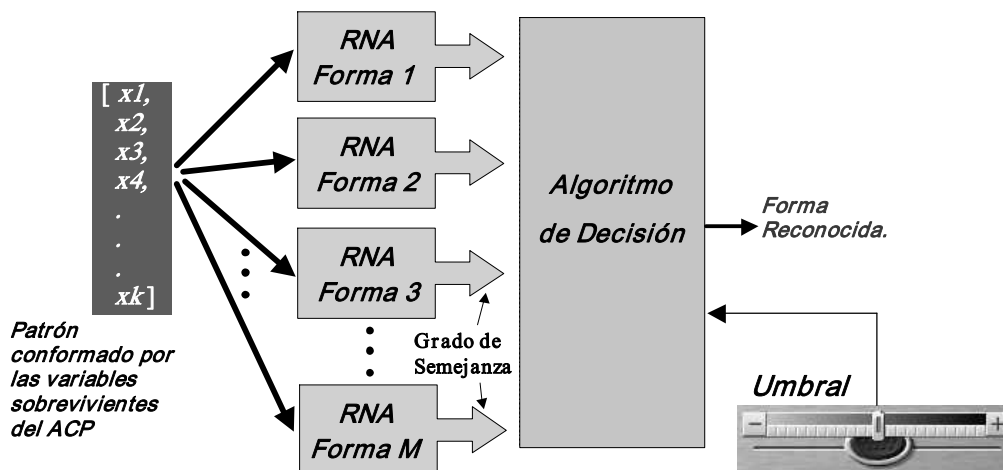 [ x1,
x2,
x3,
x4,
.
.
.
xk ]
Patrón
conformado por
las variables
sobrevivientes
del ACP
RNA
Forma 1
RNA
Forma 2
RNA
Forma 3
RNA
Forma M
Grado de
Semejanza
Algoritmo
de Decisión
Forma
Reconocida.
Umbral
− +